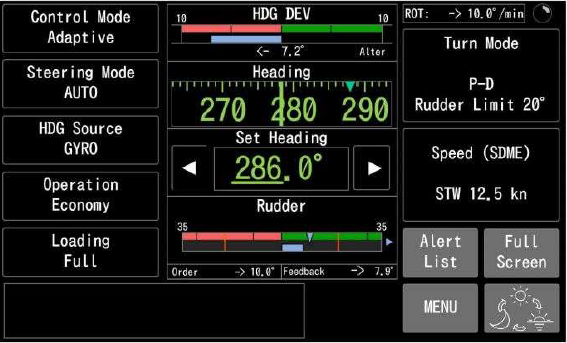 Control Mode
Adaptive
Steering Mode
AUTO
HDG Source
GYRO
Operation
Economy
Loading
Full
HDG DEV
10 10
<- 7.2° Alter
Heading
270 280 290
Set Heading
286.0°
Rudder
35 35
Order -> 10.0° Feedback -> 7.9°
ROT: -> 10.0°/min
Turn Mode
P-D
Rudder Limit 20°
Speed (SDME)
STW 12.5 kn
Alert
List
Full
Screen
MENU